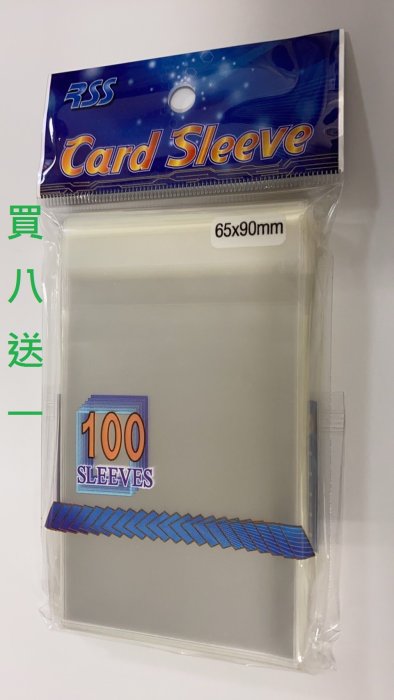 RSS
Card Sleeve
65x90mm
買八送一
100
SLEEVES